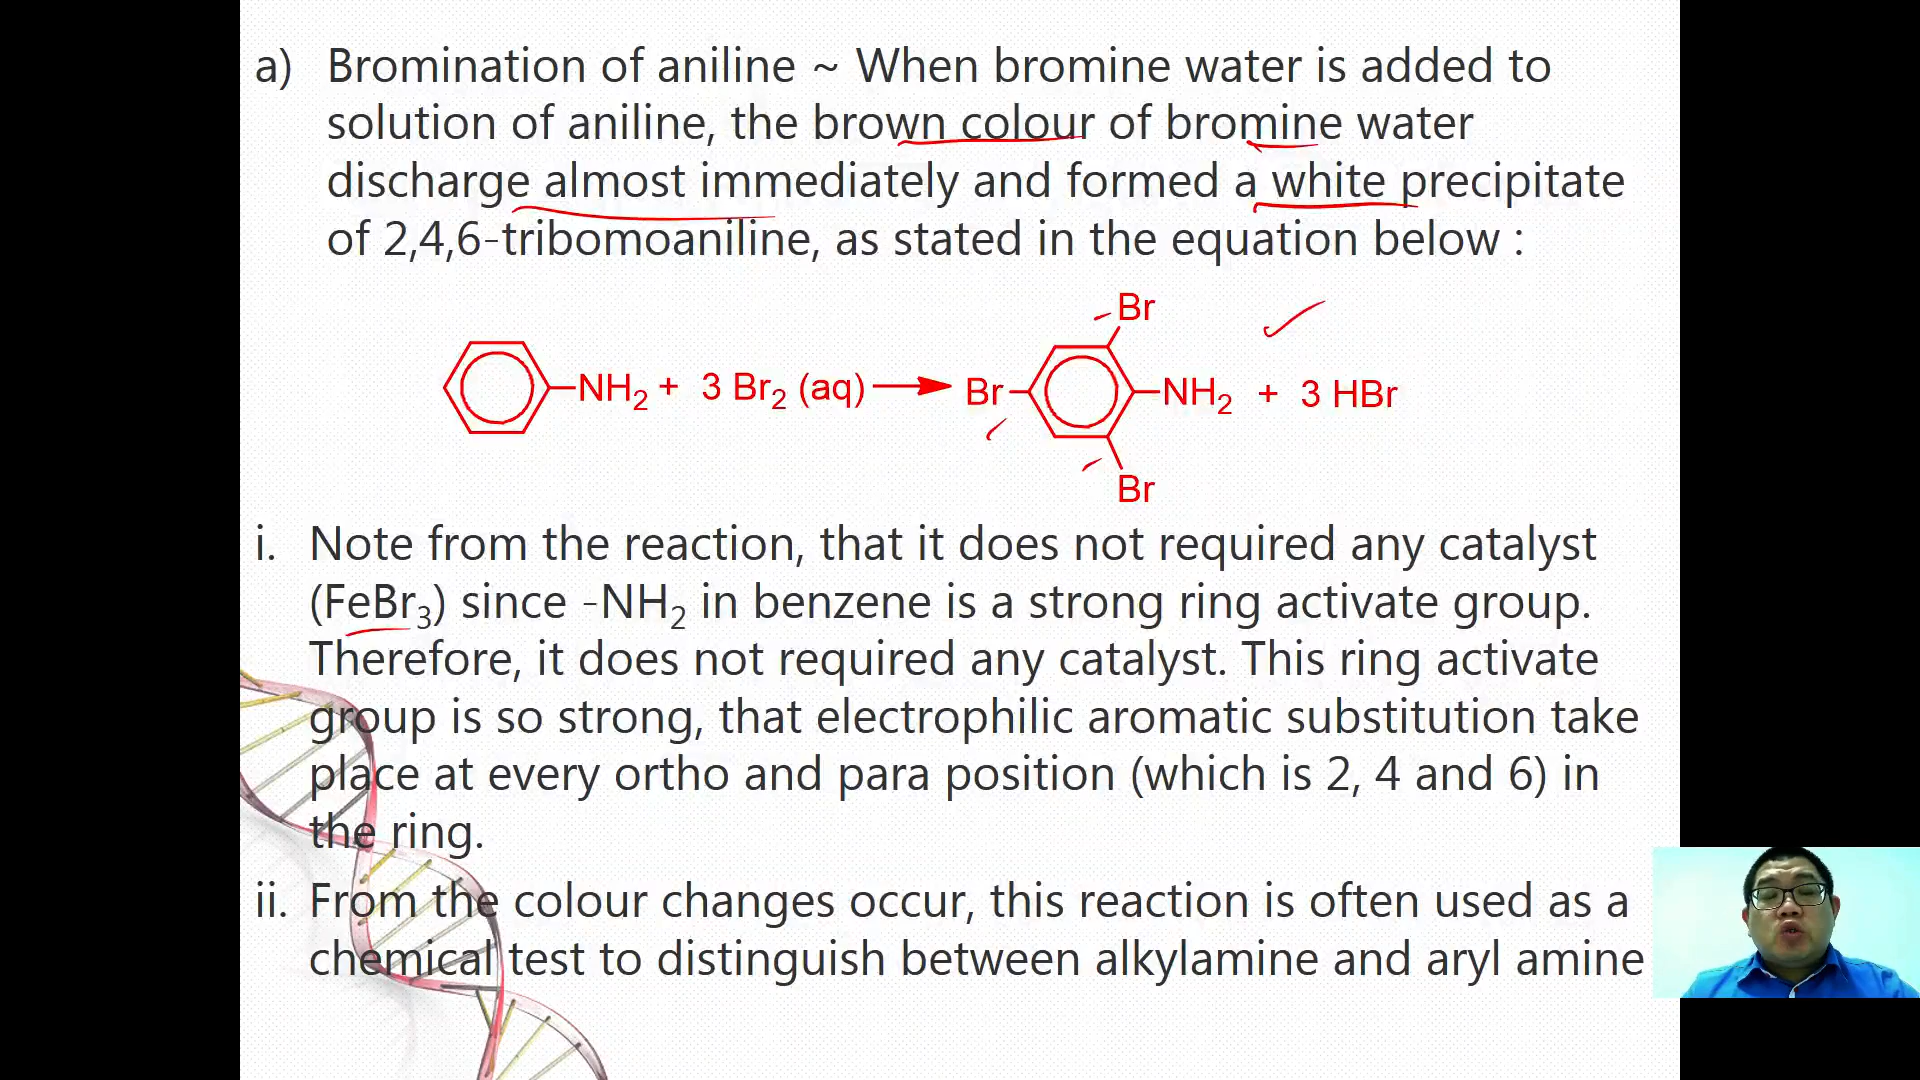 a) Bromination of aniline ~ When bromine water is added to
solution of aniline, the brown colour of bromine water
discharge almost immediately and formed a white precipitate
of 2,4,6-tribomoaniline, as stated in the equation below :
Br
NH₂ + 3 Br₂ (aq) Br NH₂ + 3 HBr
Br
i. Note from the reaction, that it does not required any catalyst
(FeBr₃) since -NH₂ in benzene is a strong ring activate group.
Therefore, it does not required any catalyst. This ring activate
group is so strong, that electrophilic aromatic substitution take
place at every ortho and para position (which is 2, 4 and 6) in
the ring.
ii. From the colour changes occur, this reaction is often used as a
chemical test to distinguish between alkylamine and aryl amine